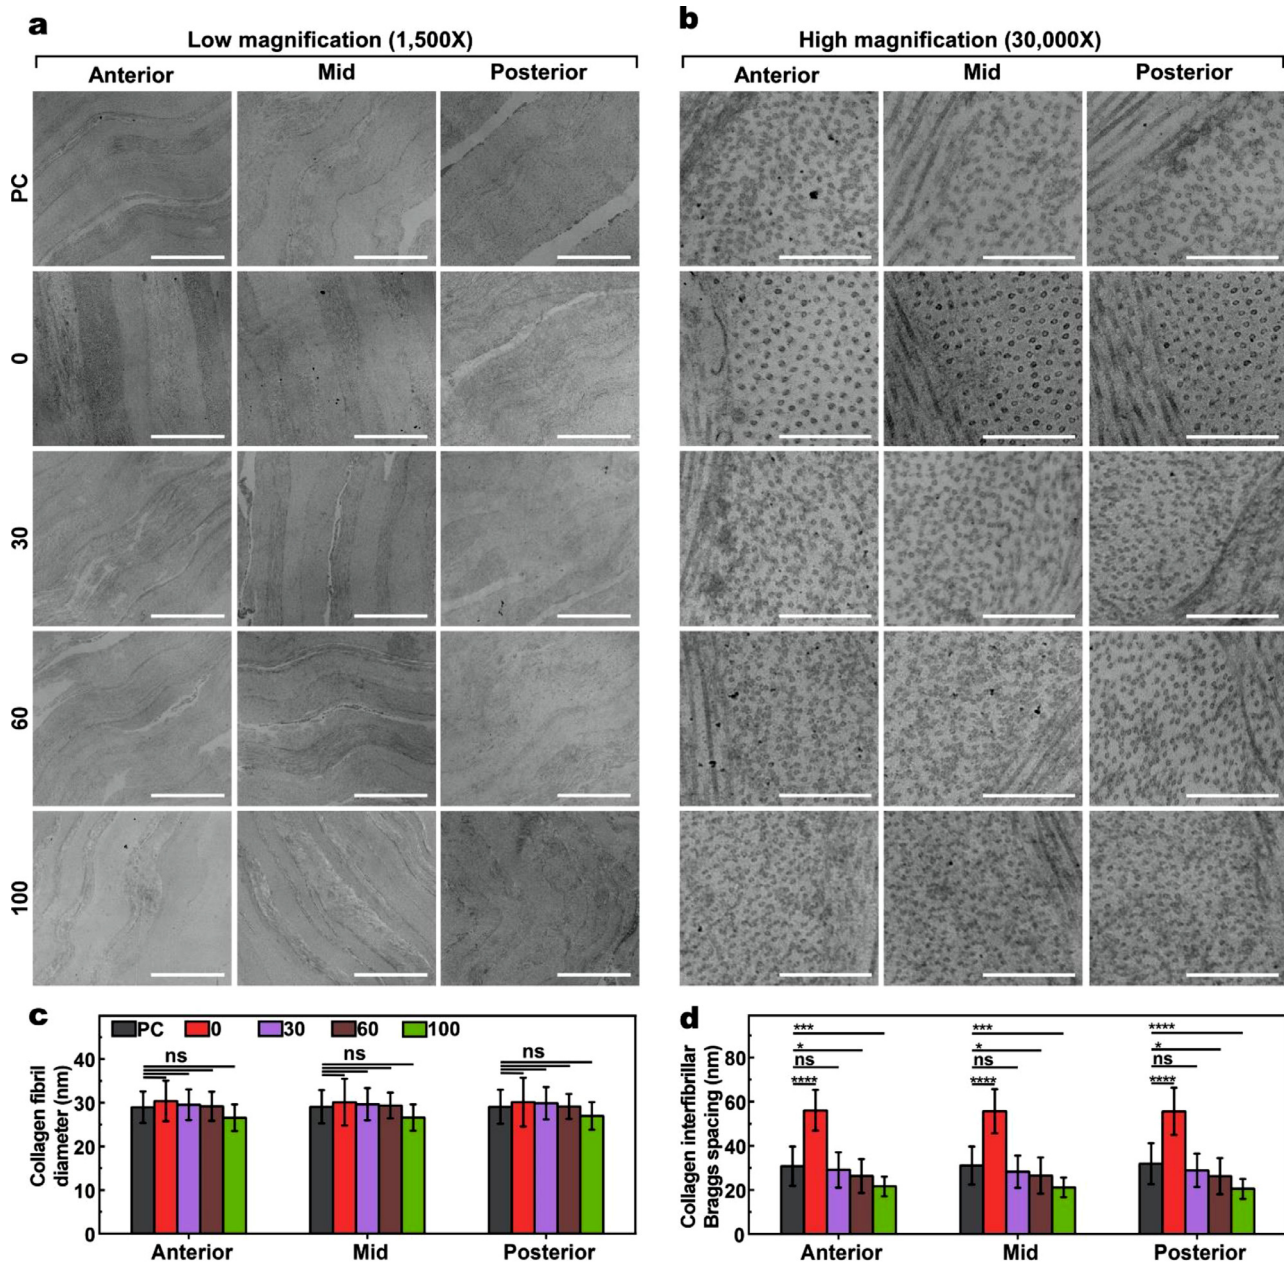 a
Low magnification (1,500X)
Anterior Mid Posterior
PC
0
30
60
100
b
High magnification (30,000X)
Anterior Mid Posterior
c
PC 0 30 60 100
Collagen fibril
diameter (nm)
40
30
20
10
0
ns ns ns
Anterior Mid Posterior
d
Collagen interfibrillar
Braggs spacing (nm)
80
60
40
20
0
*** *** ****
* * *
ns ns ns
**** **** ****
Anterior Mid Posterior